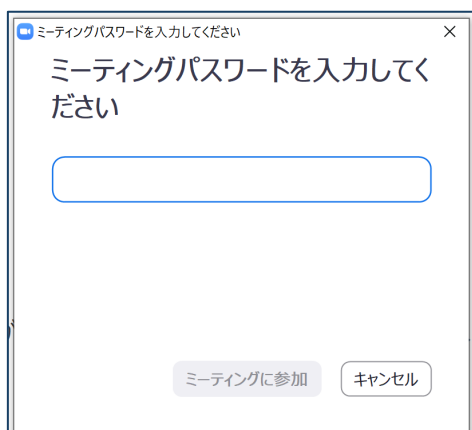 ミーティングパスワードを入力してください
ミーティングパスワードを入力してく
ださい
ミーティングに参加
キャンセル